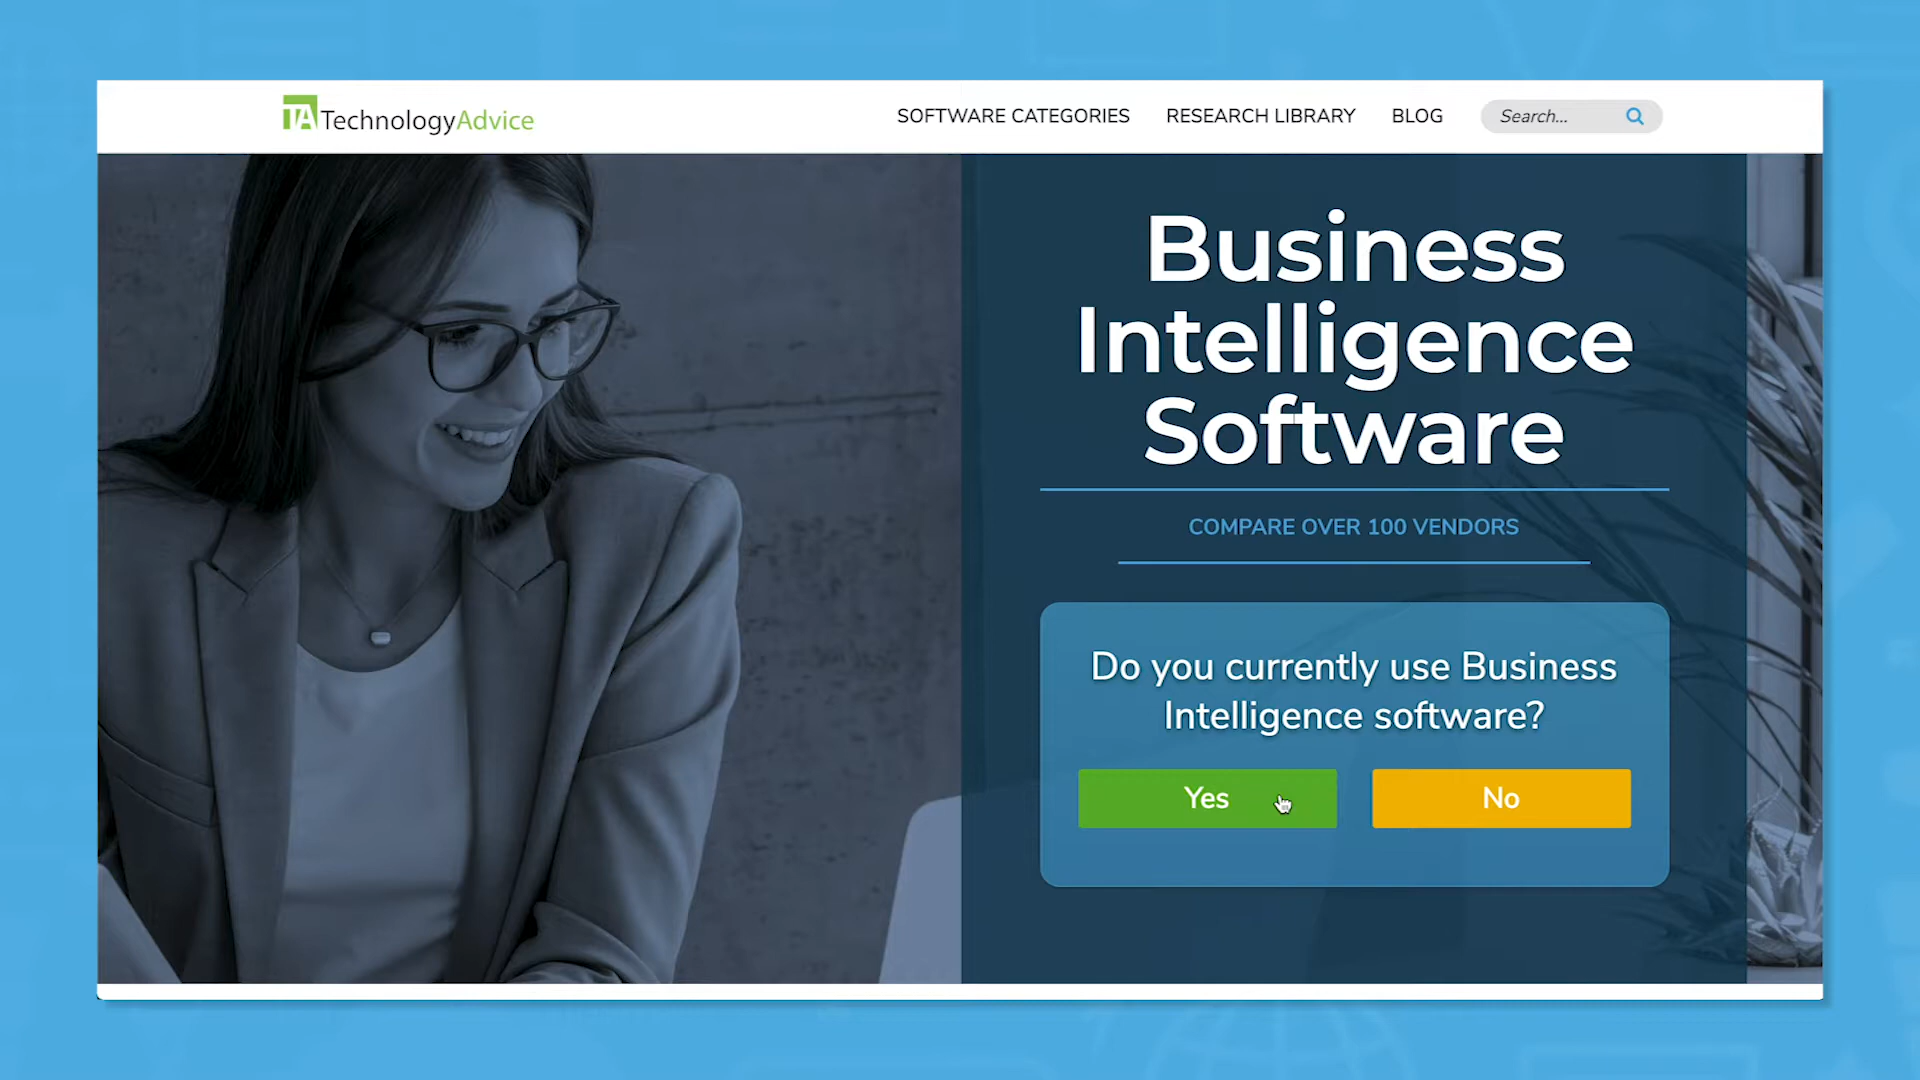 TA TechnologyAdvice
SOFTWARE CATEGORIES RESEARCH LIBRARY BLOG Search...
Business
Intelligence
Software
COMPARE OVER 100 VENDORS
Do you currently use Business
Intelligence software?
Yes No